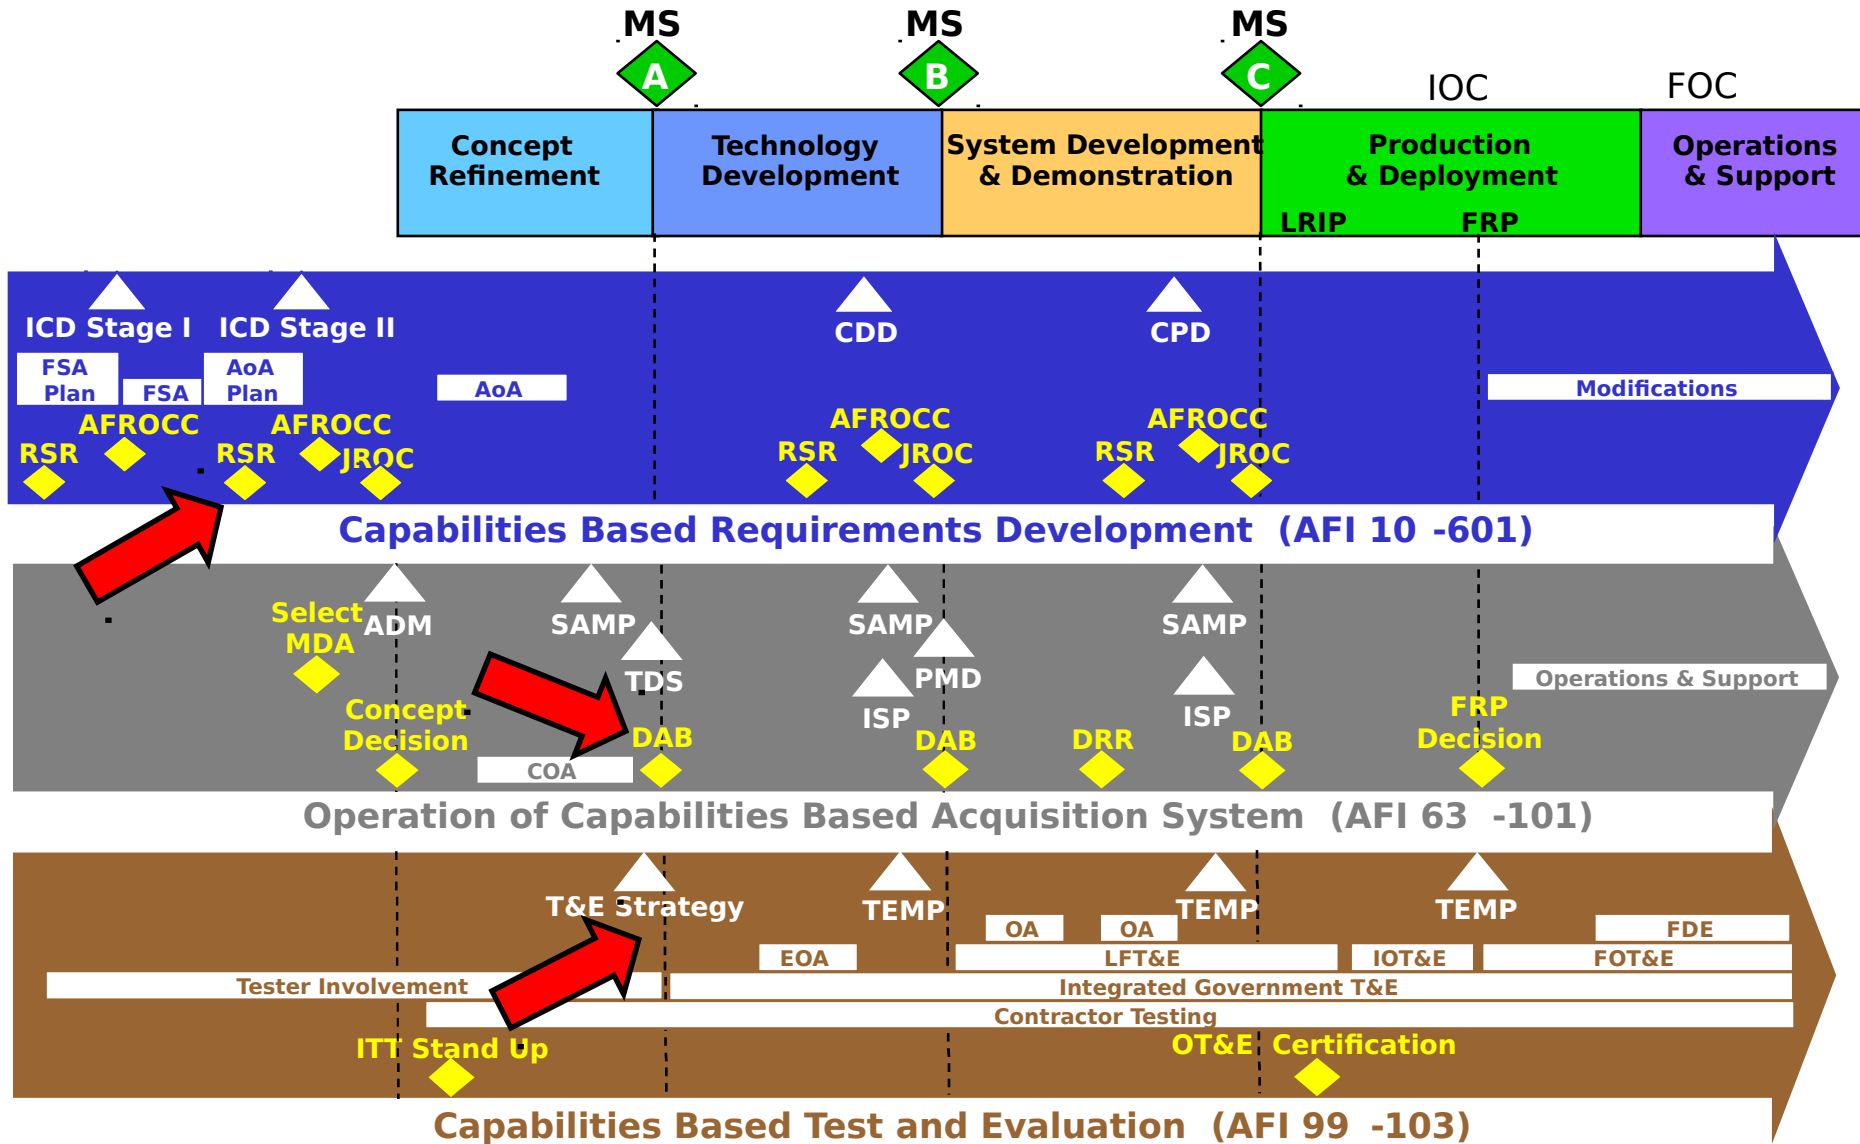 MS MS MS
A B C
IOC FOC
Concept Refinement
Technology Development
System Development & Demonstration
Production & Deployment
Operations & Support
LRIP FRP
ICD Stage I
ICD Stage II
CDD
CPD
FSA Plan
FSA
AoA Plan
AoA
Modifications
RSR
AFROCC
RSR
AFROCC
JROC
RSR
AFROCC
JROC
RSR
AFROCC
JROC
Capabilities Based Requirements Development (AFI 10 -601)
Select MDA
ADM
SAMP
TDS
SAMP
PMD
ISP
SAMP
ISP
Operations & Support
Concept Decision
COA
DAB
DAB
DRR
DAB
FRP Decision
Operation of Capabilities Based Acquisition System (AFI 63 -101)
T&E Strategy
TEMP
TEMP
TEMP
OA
OA
FDE
EOA
LFT&E
IOT&E
FOT&E
Tester Involvement
Integrated Government T&E
Contractor Testing
ITT Stand Up
OT&E Certification
Capabilities Based Test and Evaluation (AFI 99 -103)